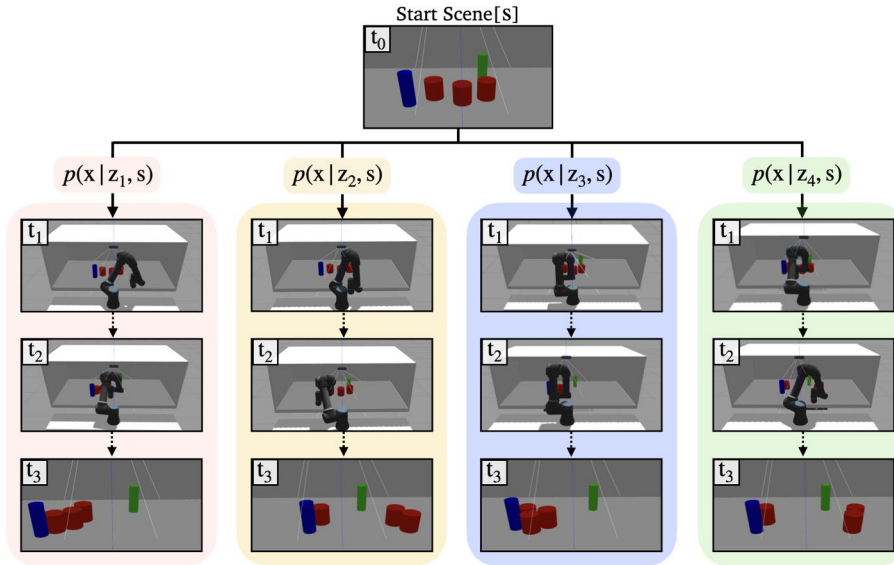 Start Scene[s]
t₀
p(x|z₁, s) p(x|z₂, s) p(x|z₃, s) p(x|z₄, s)
t₁ t₁ t₁ t₁
t₂ t₂ t₂ t₂
t₃ t₃ t₃ t₃